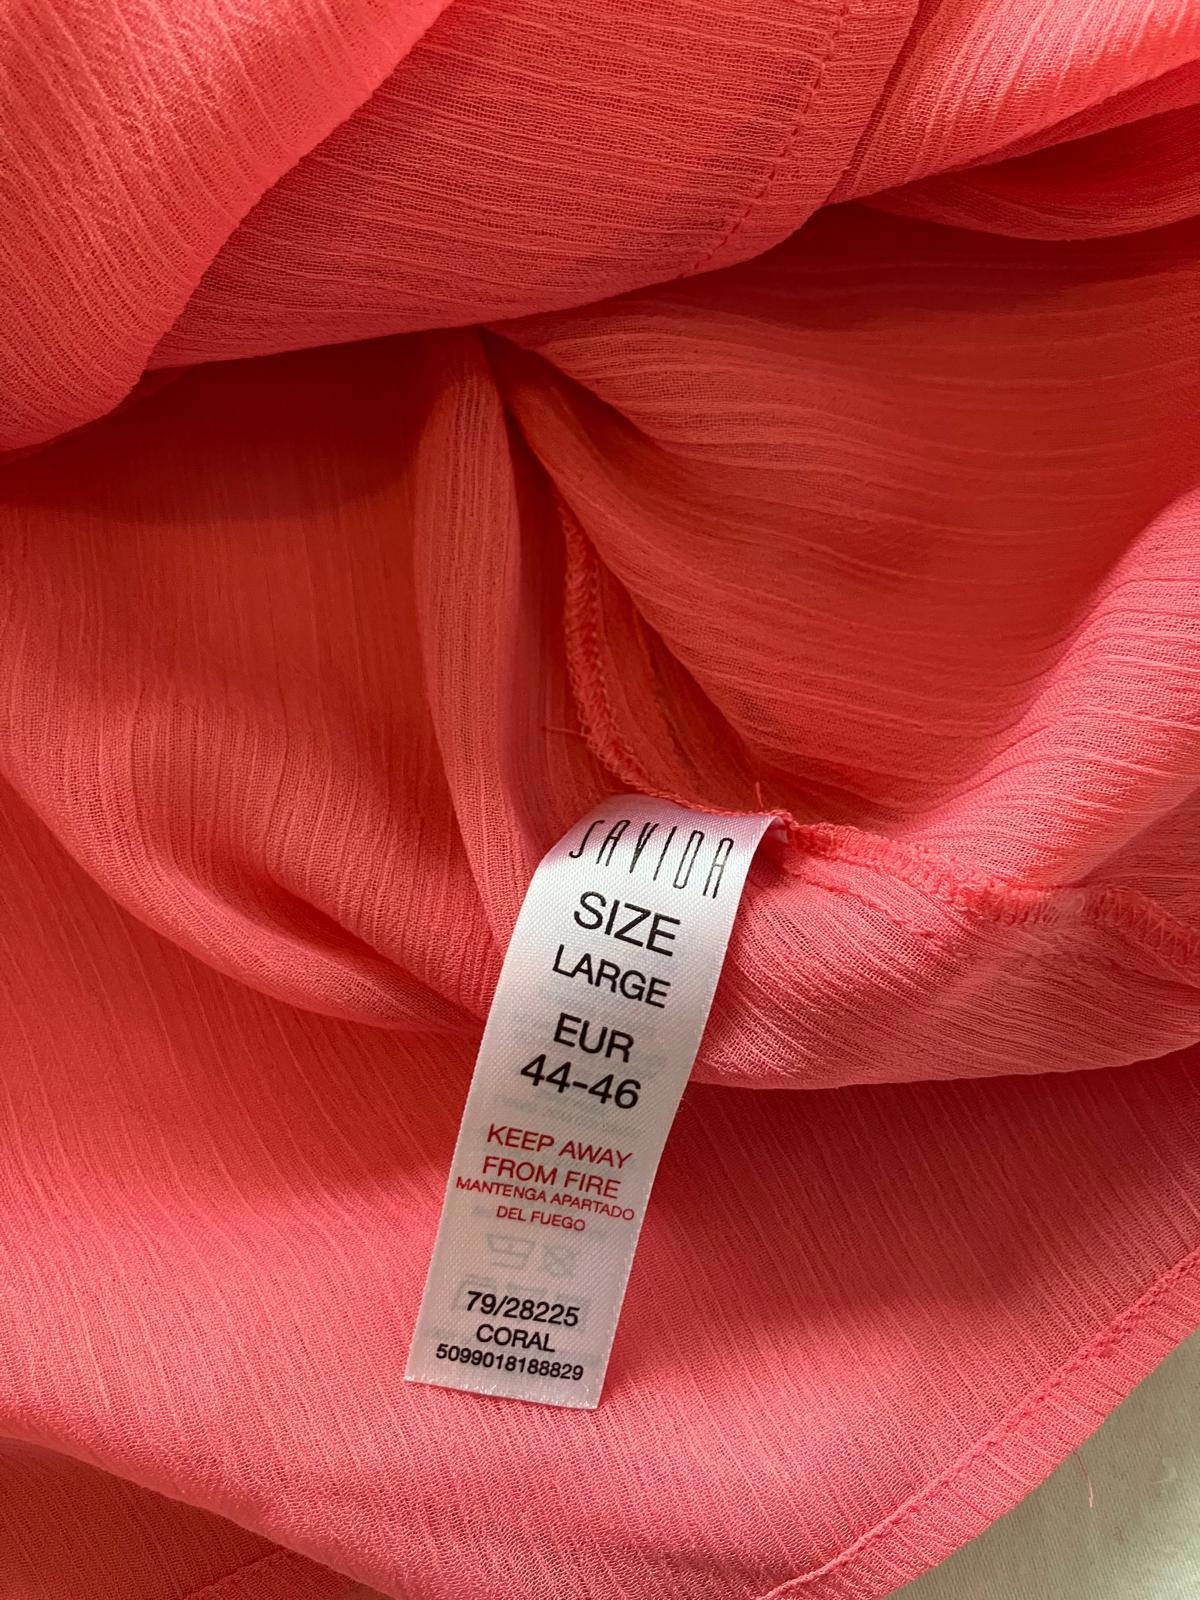 SAVIDA
SIZE
LARGE
EUR
44-46
KEEP AWAY
FROM FIRE
MANTENGA APARTADO
DEL FUEGO
79/28225
CORAL
5099018188829